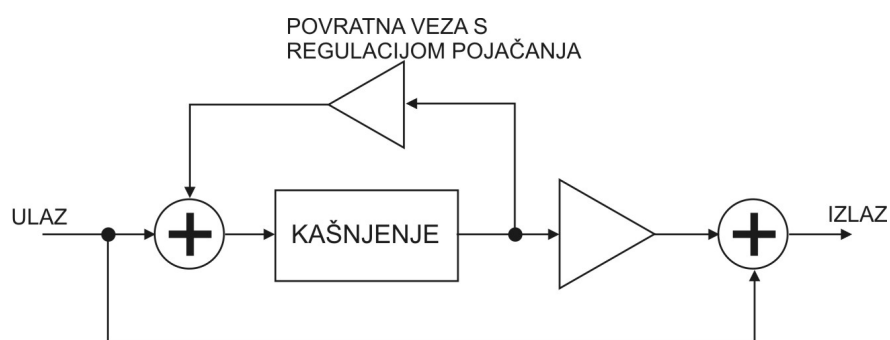 POVRATNA VEZA S
REGULACIJOM POJAČANJA
ULAZ
KAŠNJENJE
IZLAZ